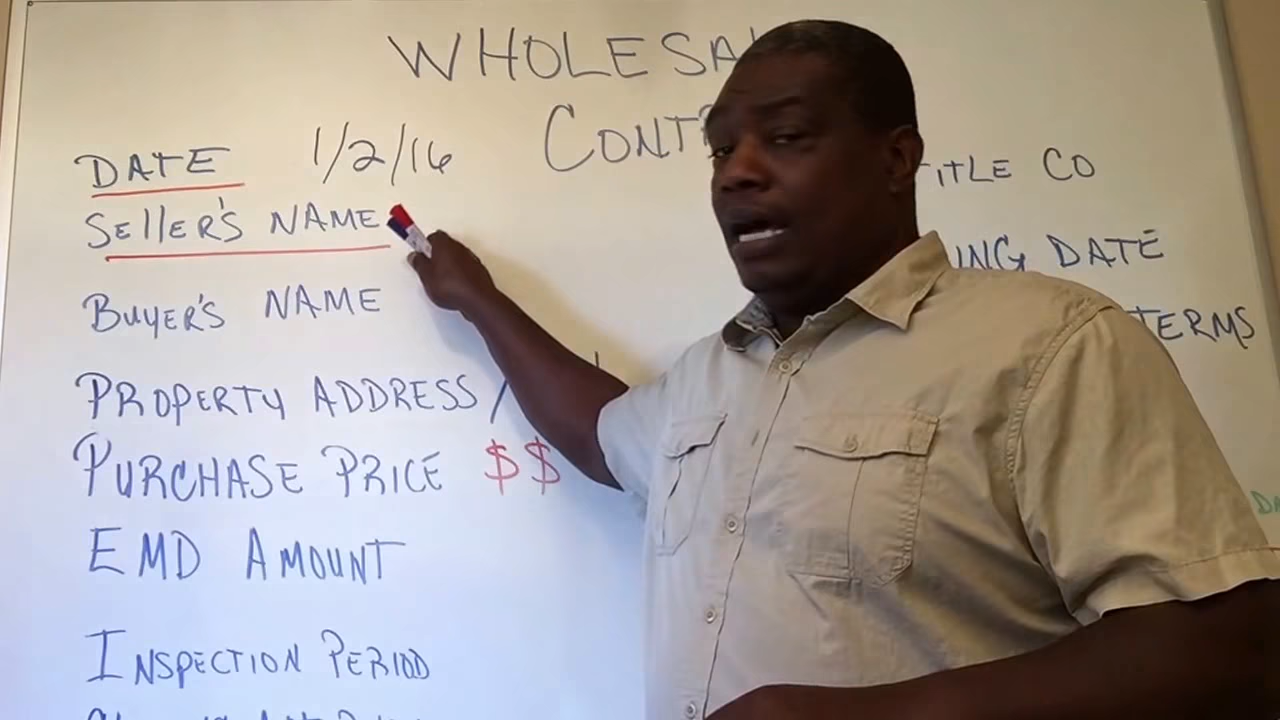 WHOLESA
CONT
DATE 1/2/16
SELLER'S NAME
BUYER'S NAME
PROPERTY ADDRESS /
PURCHASE PRICE $$
EMD AMOUNT
INSPECTION PERIOD
TITLE CO
ING DATE
TERMS